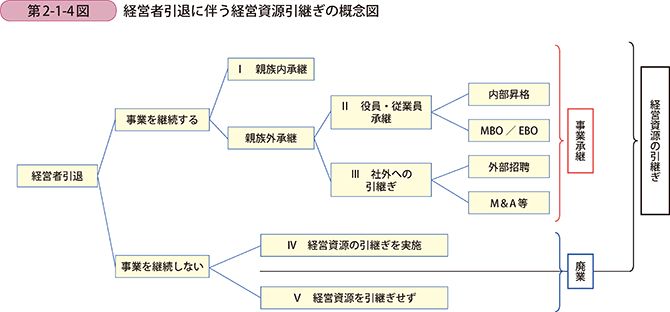 第2-1-4図 経営者引退に伴う経営資源引継ぎの概念図
経営者引退
事業を継続する
Ⅰ 親族内承継
親族外承継
Ⅱ 役員・従業員
承継
内部昇格
MBO／EBO
Ⅲ 社外への
引継ぎ
外部招聘
M&A等
事業を継続しない
Ⅳ 経営資源の引継ぎを実施
Ⅴ 経営資源を引継ぎせず
事業承継
廃業
経営資源の引継ぎ